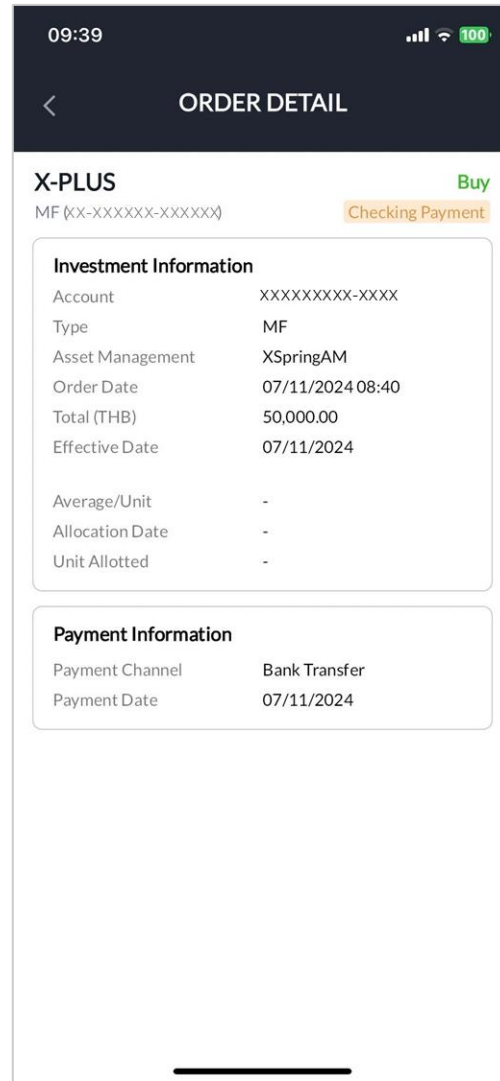 09:39
100
ORDER DETAIL
X-PLUS
Buy
MF (XX-XXXXXX-XXXXXX)
Checking Payment
Investment Information
Account XXXXXXXXX-XXXX
Type MF
Asset Management XSpringAM
Order Date 07/11/2024 08:40
Total (THB) 50,000.00
Effective Date 07/11/2024
Average/Unit -
Allocation Date -
Unit Allotted -
Payment Information
Payment Channel Bank Transfer
Payment Date 07/11/2024